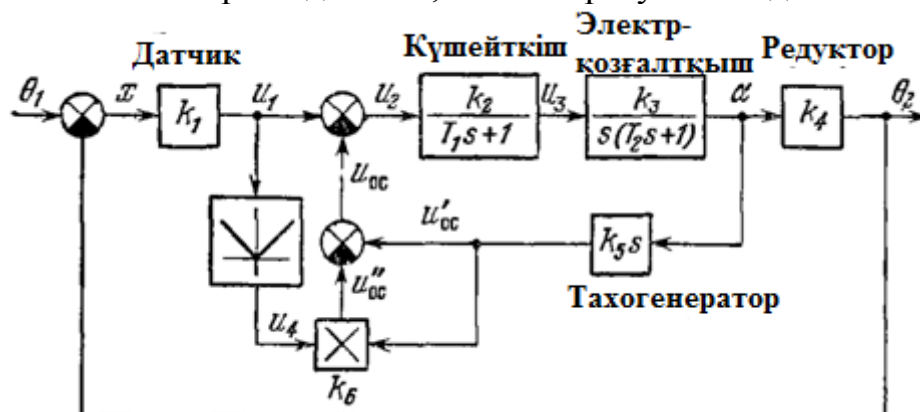 Датчик
Күшейткіш
Электр-
қозғалтқыш
Редуктор
θ₁
x
k₁
u₁
u₂
k₂
T₁s+1
u₃
k₃
s(T₂s+1)
α
k₄
θ₂
uос
u′ос
k₅s
Тахогенератор
u″ос
u₄
k₆